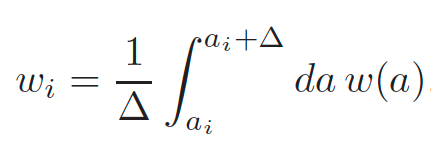 w_i = \frac{1}{\Delta} \int_{a_i}^{a_i+\Delta} da\, w(a)